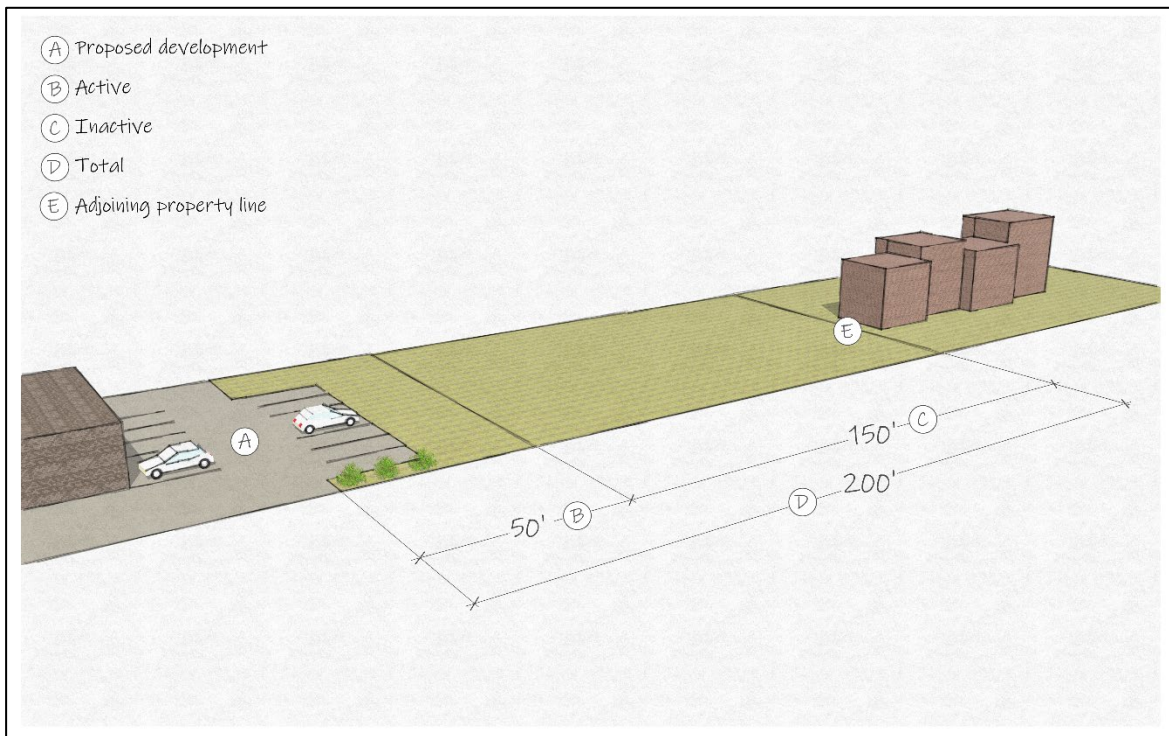 A Proposed development
B Active
C Inactive
D Total
E Adjoining property line
E
A
150' C
200'
D
50' B